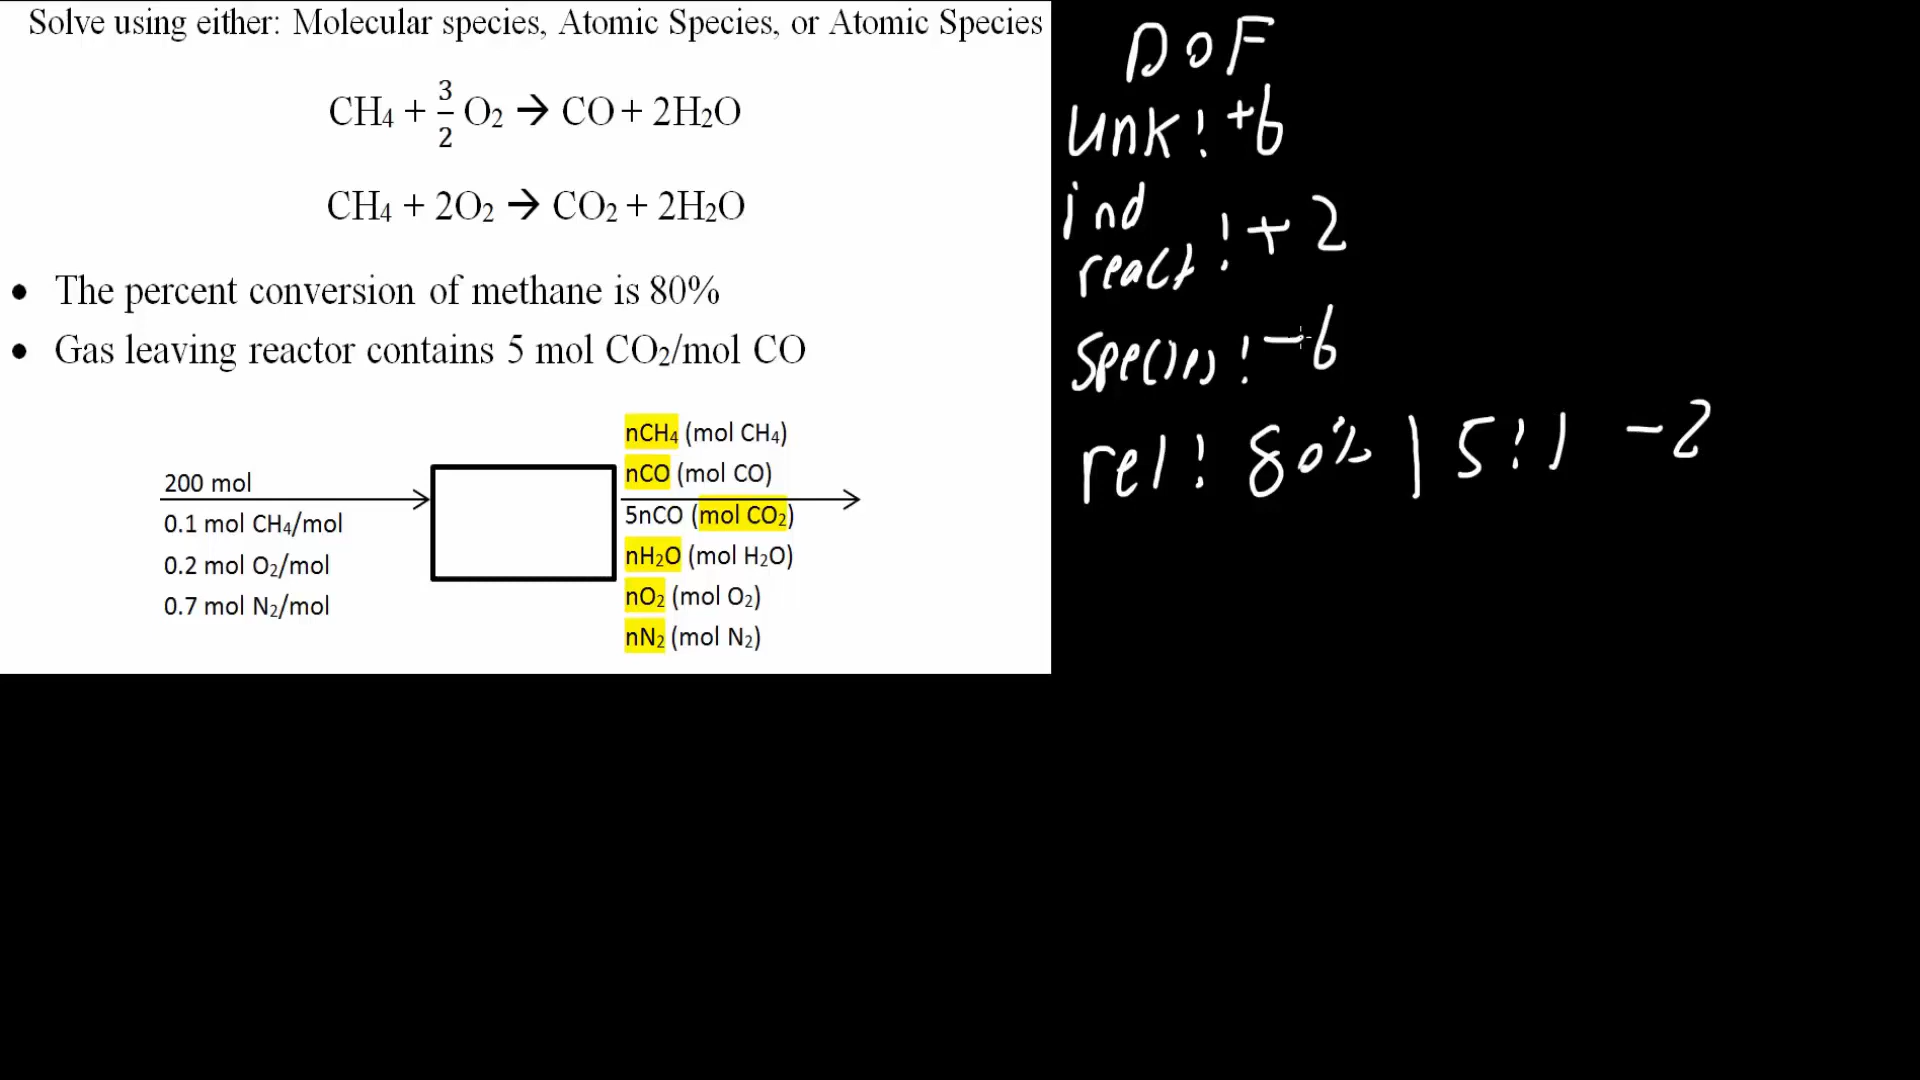 Solve using either: Molecular species, Atomic Species, or Atomic Species
CH₄ + 3/2 O₂ → CO + 2H₂O
CH₄ + 2O₂ → CO₂ + 2H₂O
• The percent conversion of methane is 80%
• Gas leaving reactor contains 5 mol CO₂/mol CO
200 mol
0.1 mol CH₄/mol
0.2 mol O₂/mol
0.7 mol N₂/mol
nCH₄ (mol CH₄)
nCO (mol CO)
5nCO (mol CO₂)
nH₂O (mol H₂O)
nO₂ (mol O₂)
nN₂ (mol N₂)
DOF
Unk: +6
ind
react: +2
Species: -6
rel: 80% | 5:1 -2